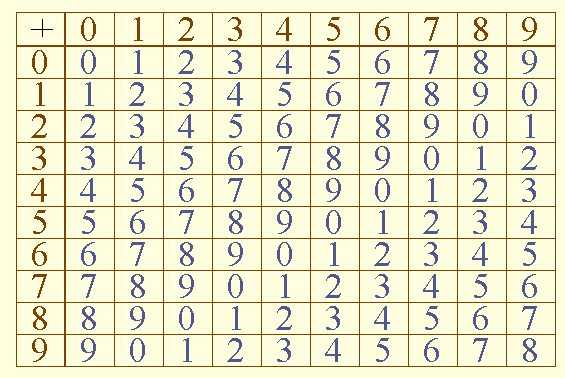 + 0 1 2 3 4 5 6 7 8 9
0 0 1 2 3 4 5 6 7 8 9
1 1 2 3 4 5 6 7 8 9 0
2 2 3 4 5 6 7 8 9 0 1
3 3 4 5 6 7 8 9 0 1 2
4 4 5 6 7 8 9 0 1 2 3
5 5 6 7 8 9 0 1 2 3 4
6 6 7 8 9 0 1 2 3 4 5
7 7 8 9 0 1 2 3 4 5 6
8 8 9 0 1 2 3 4 5 6 7
9 9 0 1 2 3 4 5 6 7 8